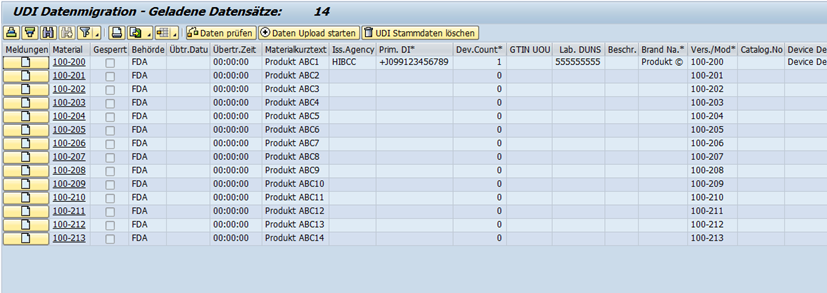 UDI Datenmigration - Geladene Datensätze: 14
Daten prüfen Daten Upload starten UDI Stammdaten löschen
Meldungen Material Gesperrt Behörde Übtr.Datu Übertr.Zeit Materialkurztext Iss.Agency Prim. DI* Dev.Count* GTIN UOU Lab. DUNS Beschr. Brand Na.* Vers./Mod* Catalog.No Device De
100-200 FDA 00:00:00 Produkt ABC1 HIBCC +J099123456789 1 555555555 Produkt © 100-200 Device De
100-201 FDA 00:00:00 Produkt ABC2 0 100-201
100-202 FDA 00:00:00 Produkt ABC3 0 100-202
100-203 FDA 00:00:00 Produkt ABC4 0 100-203
100-204 FDA 00:00:00 Produkt ABC5 0 100-204
100-205 FDA 00:00:00 Produkt ABC6 0 100-205
100-206 FDA 00:00:00 Produkt ABC7 0 100-206
100-207 FDA 00:00:00 Produkt ABC8 0 100-207
100-208 FDA 00:00:00 Produkt ABC9 0 100-208
100-209 FDA 00:00:00 Produkt ABC10 0 100-209
100-210 FDA 00:00:00 Produkt ABC11 0 100-210
100-211 FDA 00:00:00 Produkt ABC12 0 100-211
100-212 FDA 00:00:00 Produkt ABC13 0 100-212
100-213 FDA 00:00:00 Produkt ABC14 0 100-213